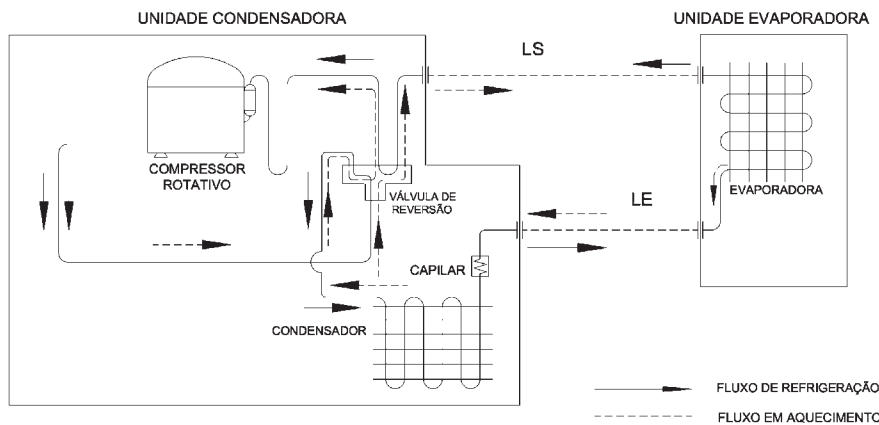 UNIDADE CONDENSADORA
UNIDADE EVAPORADORA
LS
COMPRESSOR
ROTATIVO
VÁLVULA DE
REVERSÃO
EVAPORADORA
LE
CAPILAR
CONDENSADOR
FLUXO DE REFRIGERAÇÃO
FLUXO EM AQUECIMENTO